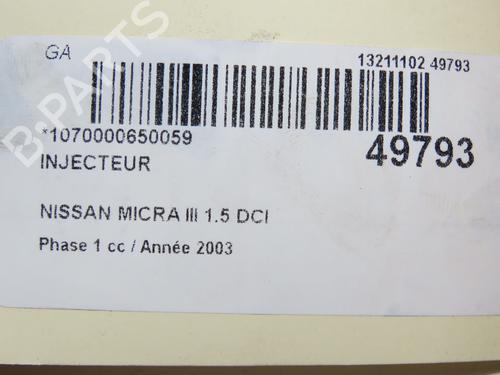 GA
13211102 49793
*1070000650059
49793
INJECTEUR
NISSAN MICRA III 1.5 DCI
Phase 1 cc / Année 2003
B-PARTS